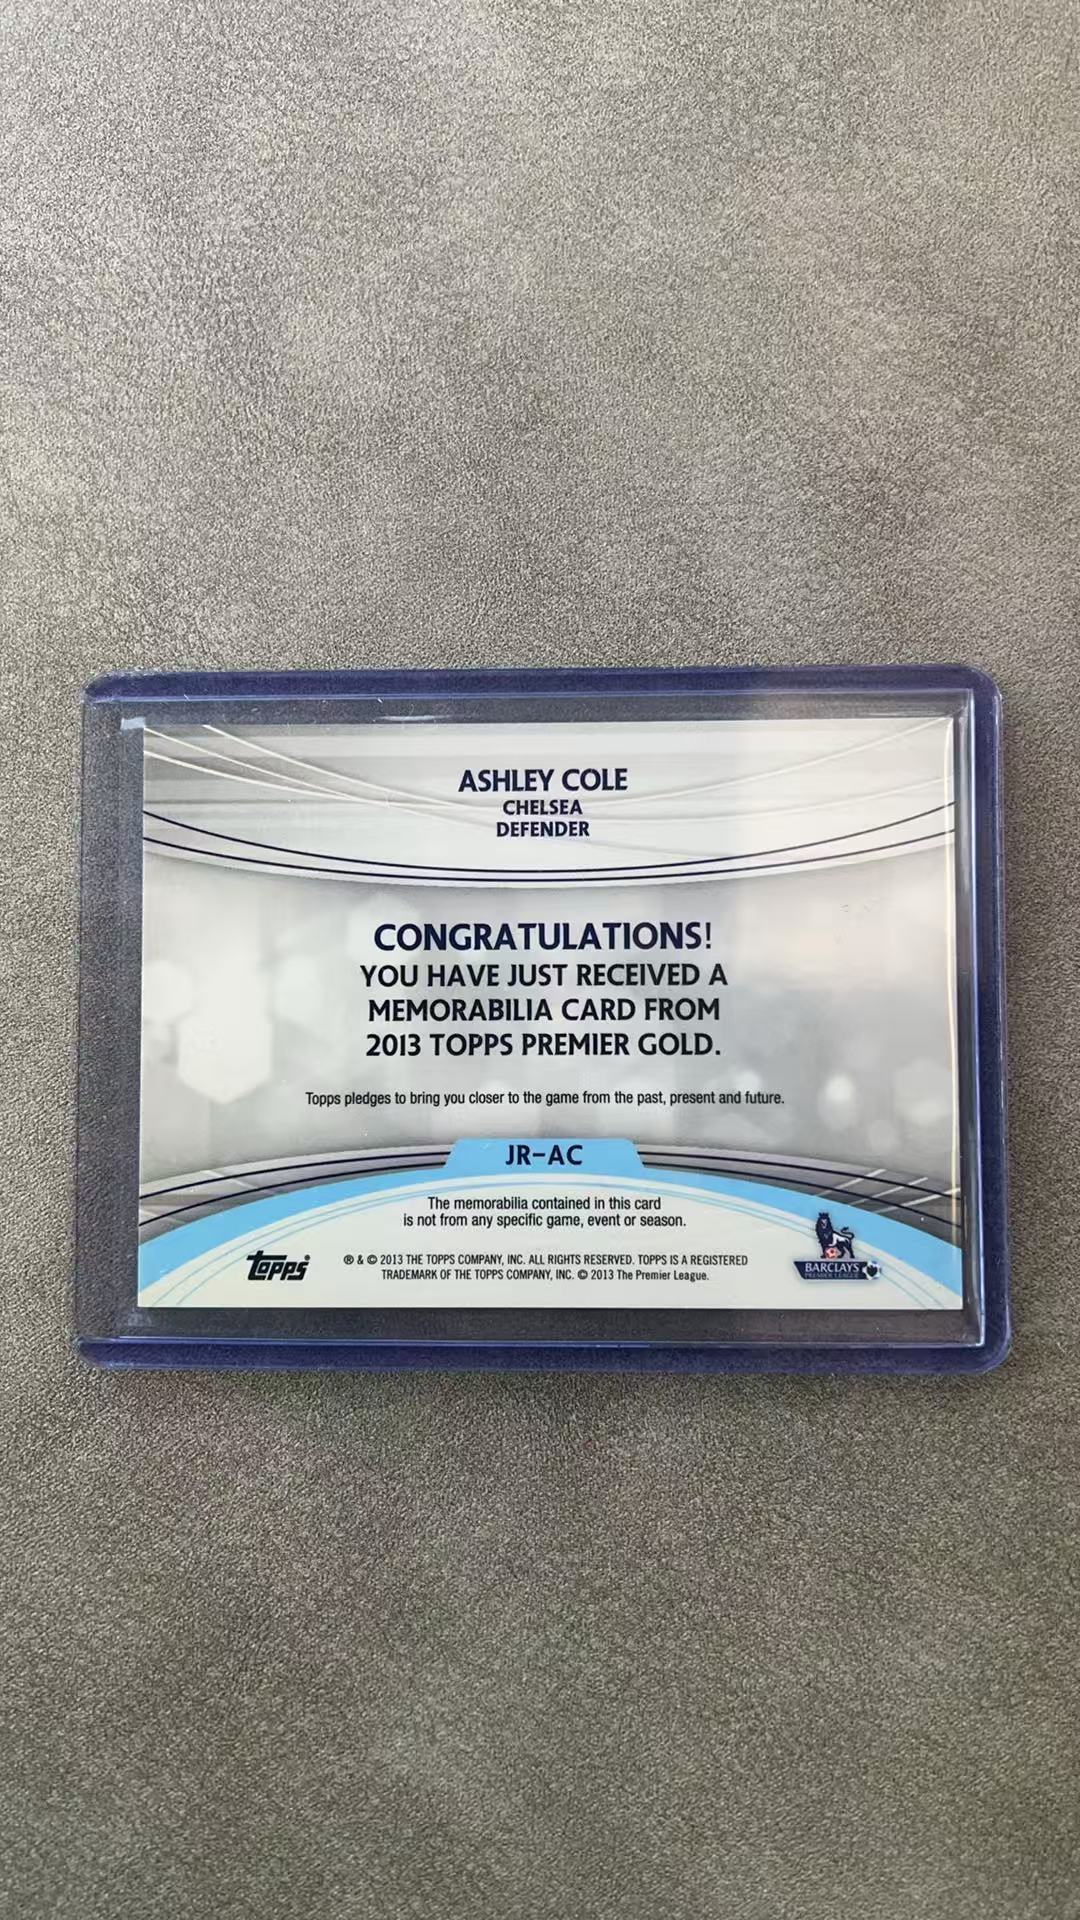 ASHLEY COLE
CHELSEA
DEFENDER
CONGRATULATIONS!
YOU HAVE JUST RECEIVED A
MEMORABILIA CARD FROM
2013 TOPPS PREMIER GOLD.
Topps pledges to bring you closer to the game from the past, present and future.
JR-AC
The memorabilia contained in this card
is not from any specific game, event or season.
topps®
® & © 2013 THE TOPPS COMPANY, INC. ALL RIGHTS RESERVED. TOPPS IS A REGISTERED
TRADEMARK OF THE TOPPS COMPANY, INC. © 2013 The Premier League.
BARCLAYS
PREMIER LEAGUE